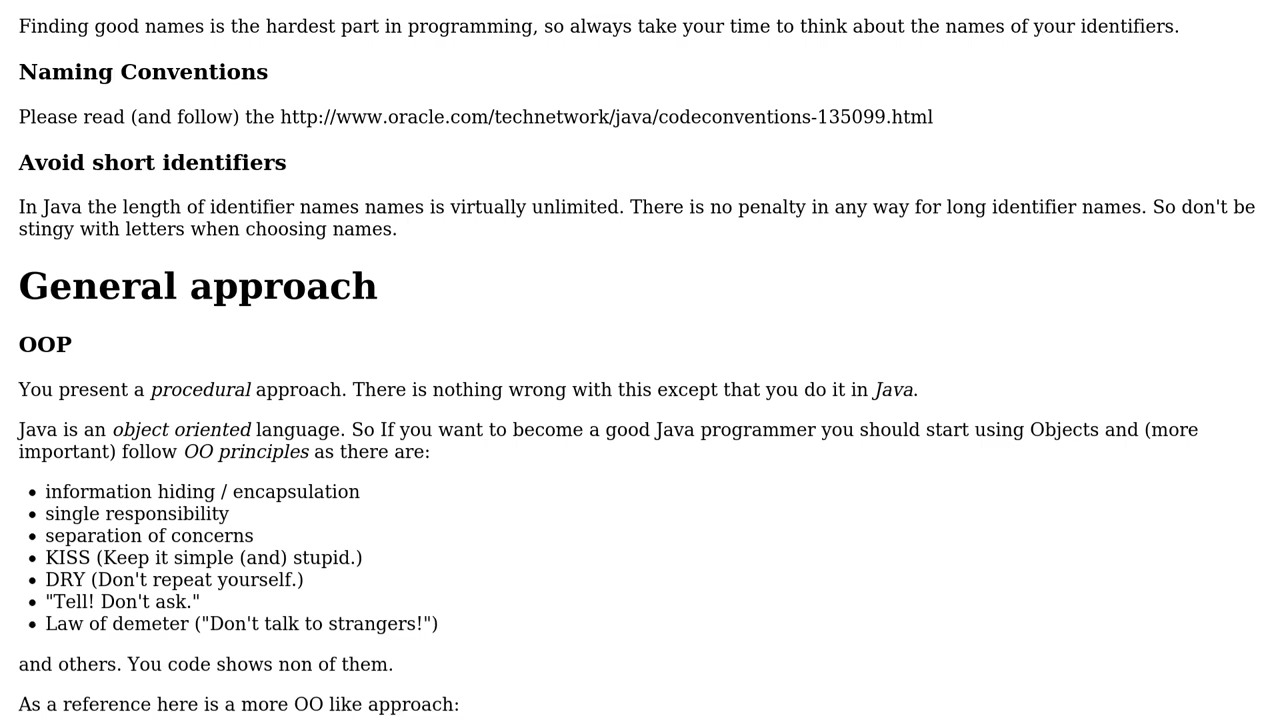 Finding good names is the hardest part in programming, so always take your time to think about the names of your identifiers.
Naming Conventions
Please read (and follow) the http://www.oracle.com/technetwork/java/codeconventions-135099.html
Avoid short identifiers
In Java the length of identifier names names is virtually unlimited. There is no penalty in any way for long identifier names. So don't be
stingy with letters when choosing names.
General approach
OOP
You present a procedural approach. There is nothing wrong with this except that you do it in Java.
Java is an object oriented language. So If you want to become a good Java programmer you should start using Objects and (more
important) follow OO principles as there are:
• information hiding / encapsulation
• single responsibility
• separation of concerns
• KISS (Keep it simple (and) stupid.)
• DRY (Don't repeat yourself.)
• "Tell! Don't ask."
• Law of demeter ("Don't talk to strangers!")
and others. You code shows non of them.
As a reference here is a more OO like approach: